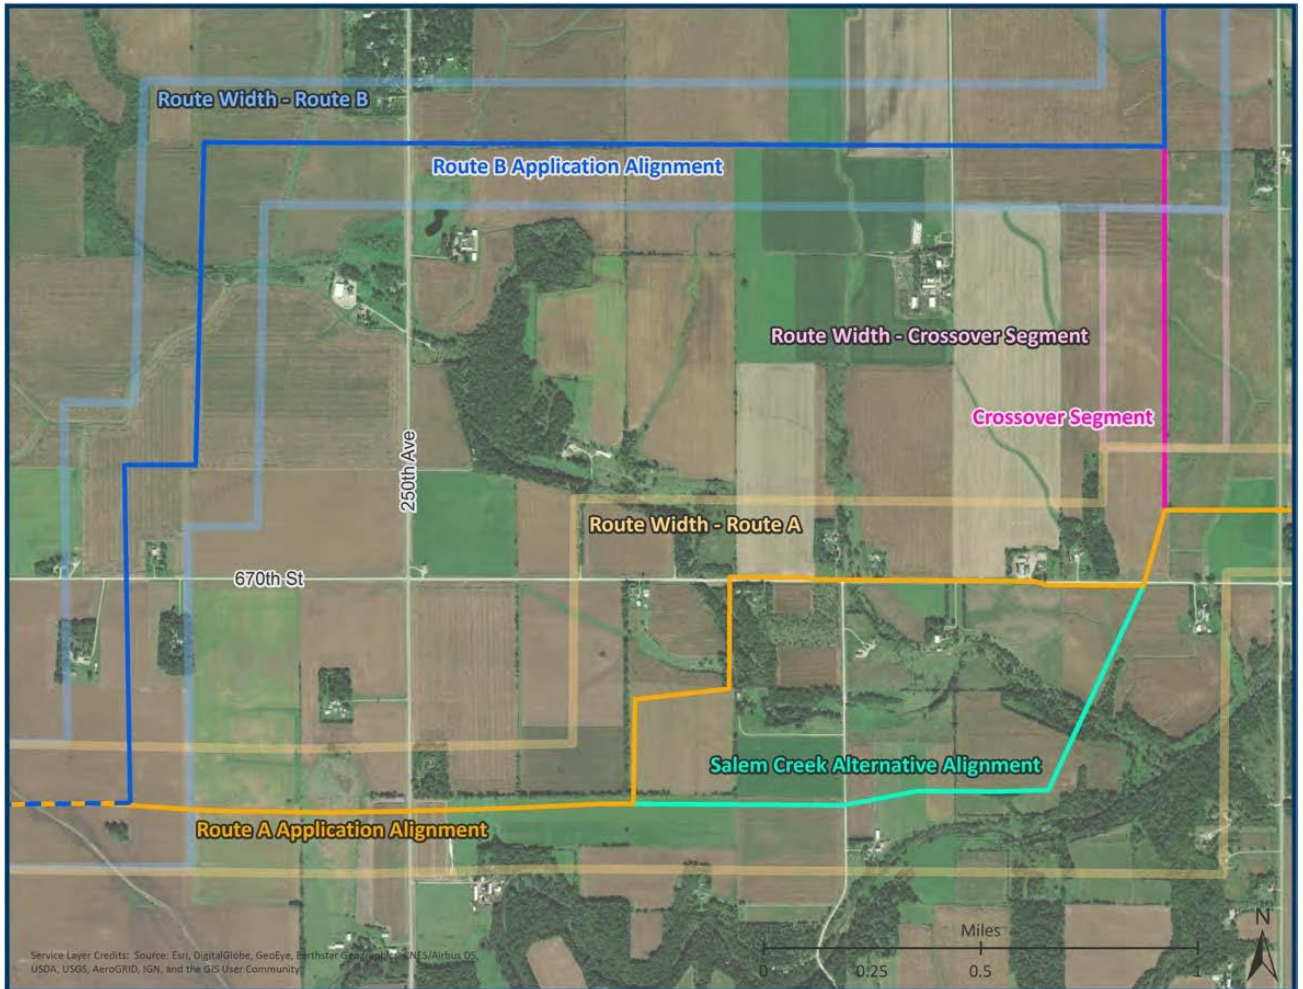 Route Width - Route B
Route B Application Alignment
Route Width - Crossover Segment
Crossover Segment
250th Ave
Route Width - Route A
670th St
Salem Creek Alternative Alignment
Route A Application Alignment
N
Miles
0 0.25 0.5 1
Service Layer Credits: Source: Esri, DigitalGlobe, GeoEye, Earthstar Geographics, CNES/Airbus DS,
USDA, USGS, AeroGRID, IGN, and the GIS User Community